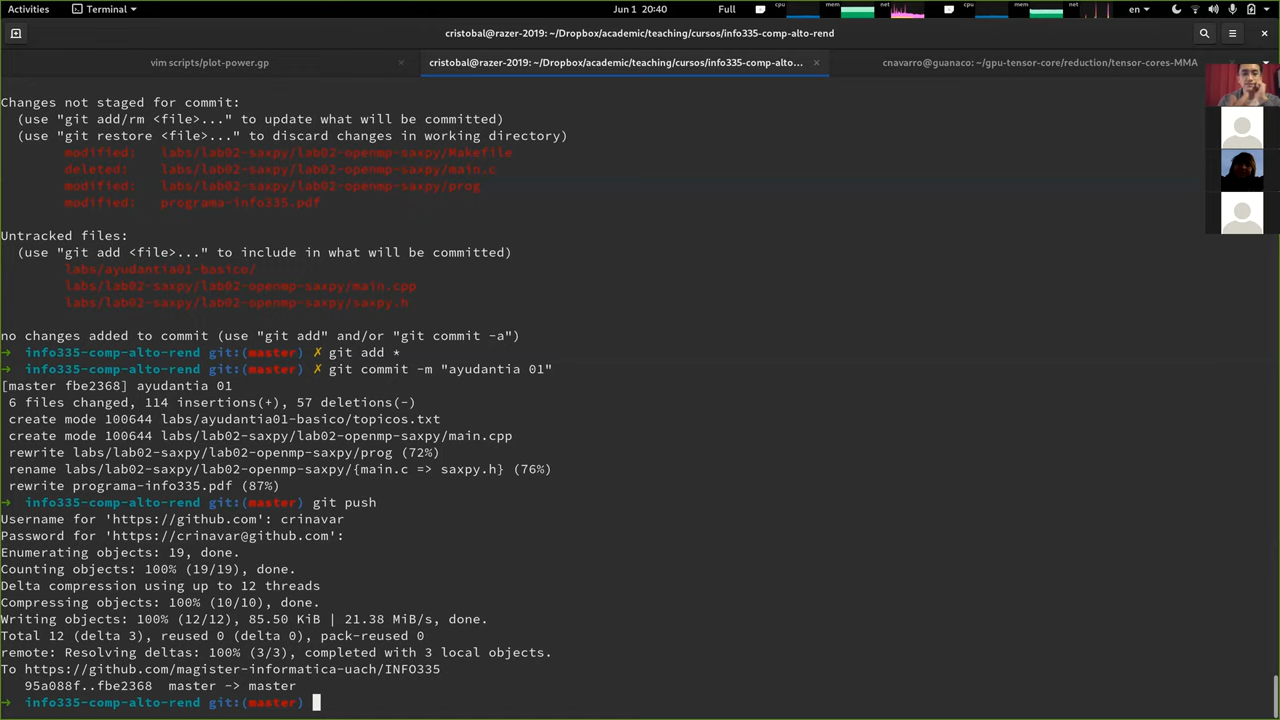 Activities
Terminal
Jun 1 20:40
Full
cpu
mem
net
cpu
mem
net
en
cristobal@razer-2019: ~/Dropbox/academic/teaching/cursos/info335-comp-alto-rend
vim scripts/plot-power.gp
cristobal@razer-2019: ~/Dropbox/academic/teaching/cursos/info335-comp-alto...
cnavarro@guanaco: ~/gpu-tensor-core/reduction/tensor-cores-MMA
Changes not staged for commit:
(use "git add/rm <file>..." to update what will be committed)
(use "git restore <file>..." to discard changes in working directory)
modified: labs/lab02-saxpy/lab02-openmp-saxpy/Makefile
deleted: labs/lab02-saxpy/lab02-openmp-saxpy/main.c
modified: labs/lab02-saxpy/lab02-openmp-saxpy/prog
modified: programa-info335.pdf
Untracked files:
(use "git add <file>..." to include in what will be committed)
labs/ayudantia01-basico/
labs/lab02-saxpy/lab02-openmp-saxpy/main.cpp
labs/lab02-saxpy/lab02-openmp-saxpy/saxpy.h
no changes added to commit (use "git add" and/or "git commit -a")
→ info335-comp-alto-rend git:(master) ✗ git add *
→ info335-comp-alto-rend git:(master) ✗ git commit -m "ayudantia 01"
[master fbe2368] ayudantia 01
6 files changed, 114 insertions(+), 57 deletions(-)
create mode 100644 labs/ayudantia01-basico/topicos.txt
create mode 100644 labs/lab02-saxpy/lab02-openmp-saxpy/main.cpp
rewrite labs/lab02-saxpy/lab02-openmp-saxpy/prog (72%)
rename labs/lab02-saxpy/lab02-openmp-saxpy/{main.c => saxpy.h} (76%)
rewrite programa-info335.pdf (87%)
→ info335-comp-alto-rend git:(master) git push
Username for 'https://github.com': crinavar
Password for 'https://crinavar@github.com':
Enumerating objects: 19, done.
Counting objects: 100% (19/19), done.
Delta compression using up to 12 threads
Compressing objects: 100% (10/10), done.
Writing objects: 100% (12/12), 85.50 KiB | 21.38 MiB/s, done.
Total 12 (delta 3), reused 0 (delta 0), pack-reused 0
remote: Resolving deltas: 100% (3/3), completed with 3 local objects.
To https://github.com/magister-informatica-uach/INFO335
95a088f..fbe2368 master -> master
→ info335-comp-alto-rend git:(master)